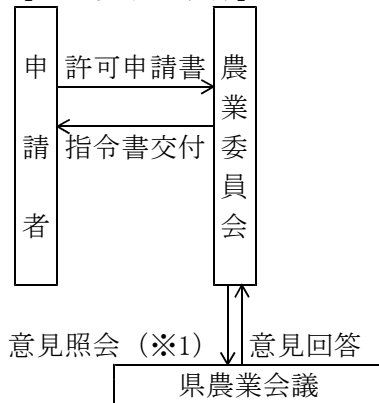 申請者
許可申請書
指令書交付
農業委員会
意見照会（※1）
意見回答
県農業会議